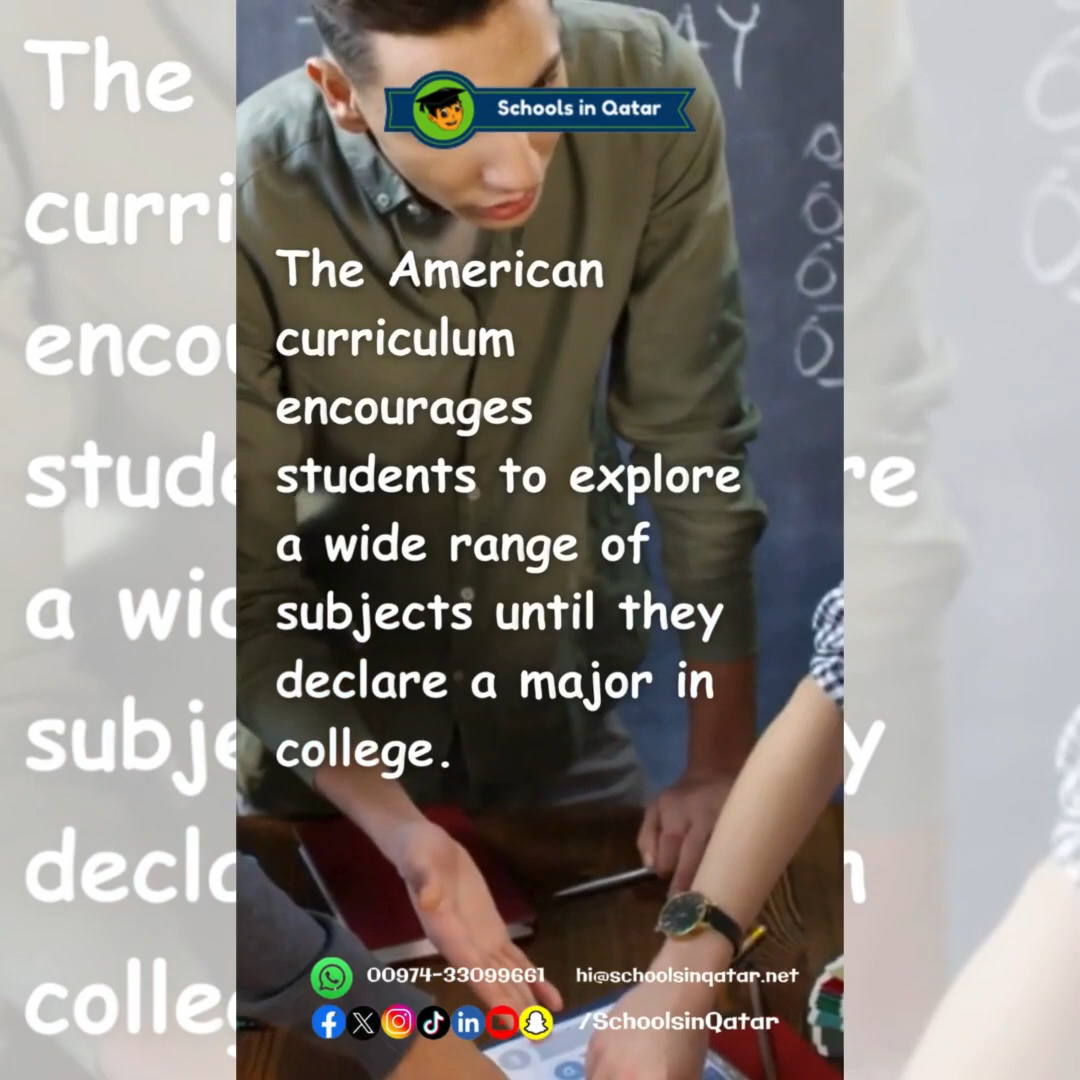 Schools in Qatar
The American
curriculum
encourages
students to explore
a wide range of
subjects until they
declare a major in
college.
00974-33099661 hi@schoolsinqatar.net
/SchoolsinQatar